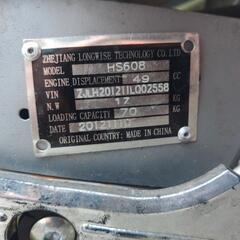 ZHEJIANG LONGWISE TECHNOLOGY CO.LTD
MODEL HS608
ENGINE DISPLACEMENT 49 CC
VIN ZJLH201211L002558
N.W 17 KG
LOADING CAPACITY 70 KG
DATE
ORIGINAL COUNTRY: MADE IN CHINA